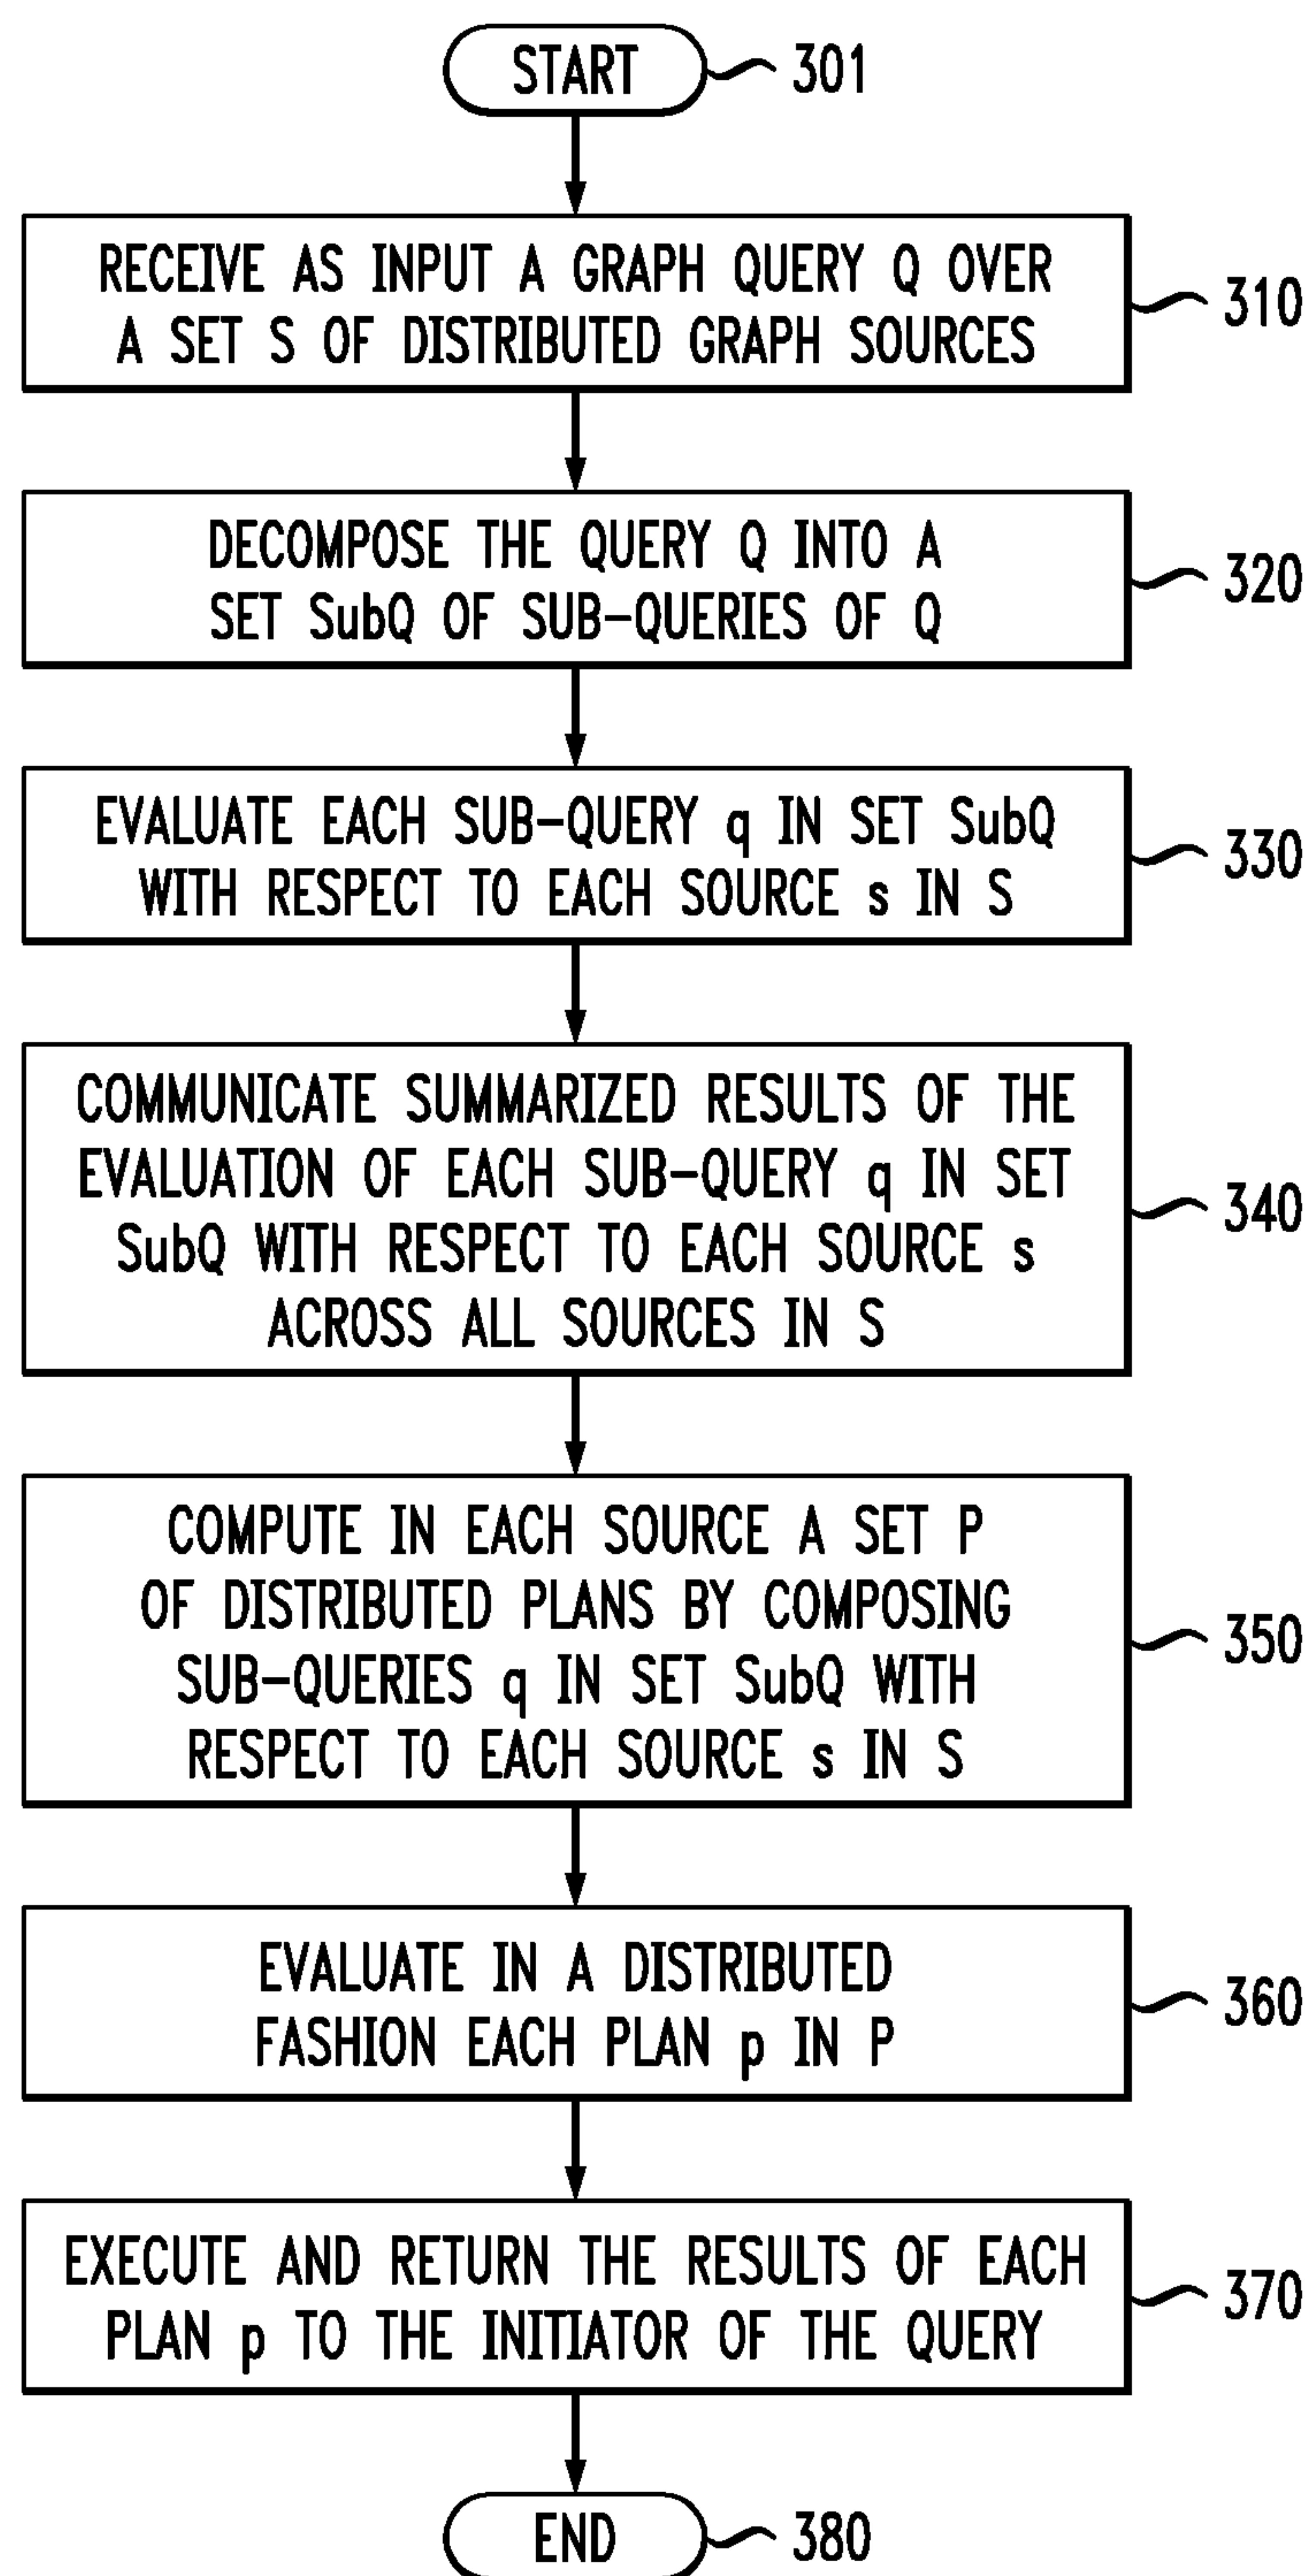 START
301
RECEIVE AS INPUT A GRAPH QUERY Q OVER
A SET S OF DISTRIBUTED GRAPH SOURCES
310
DECOMPOSE THE QUERY Q INTO A
SET SubQ OF SUB-QUERIES OF Q
320
EVALUATE EACH SUB-QUERY q IN SET SubQ
WITH RESPECT TO EACH SOURCE s IN S
330
COMMUNICATE SUMMARIZED RESULTS OF THE
EVALUATION OF EACH SUB-QUERY q IN SET
SubQ WITH RESPECT TO EACH SOURCE s
ACROSS ALL SOURCES IN S
340
COMPUTE IN EACH SOURCE A SET P
OF DISTRIBUTED PLANS BY COMPOSING
SUB-QUERIES q IN SET SubQ WITH
RESPECT TO EACH SOURCE s IN S
350
EVALUATE IN A DISTRIBUTED
FASHION EACH PLAN p IN P
360
EXECUTE AND RETURN THE RESULTS OF EACH
PLAN p TO THE INITIATOR OF THE QUERY
370
END
380